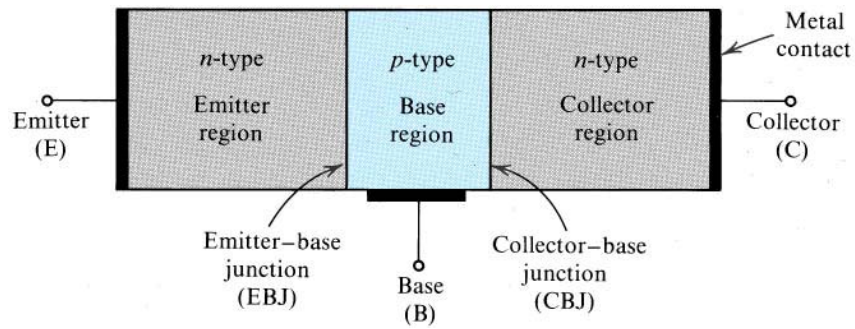 n-type
Emitter
region
p-type
Base
region
n-type
Collector
region
Metal
contact
Emitter
(E)
Collector
(C)
Emitter–base
junction
(EBJ)
Base
(B)
Collector–base
junction
(CBJ)